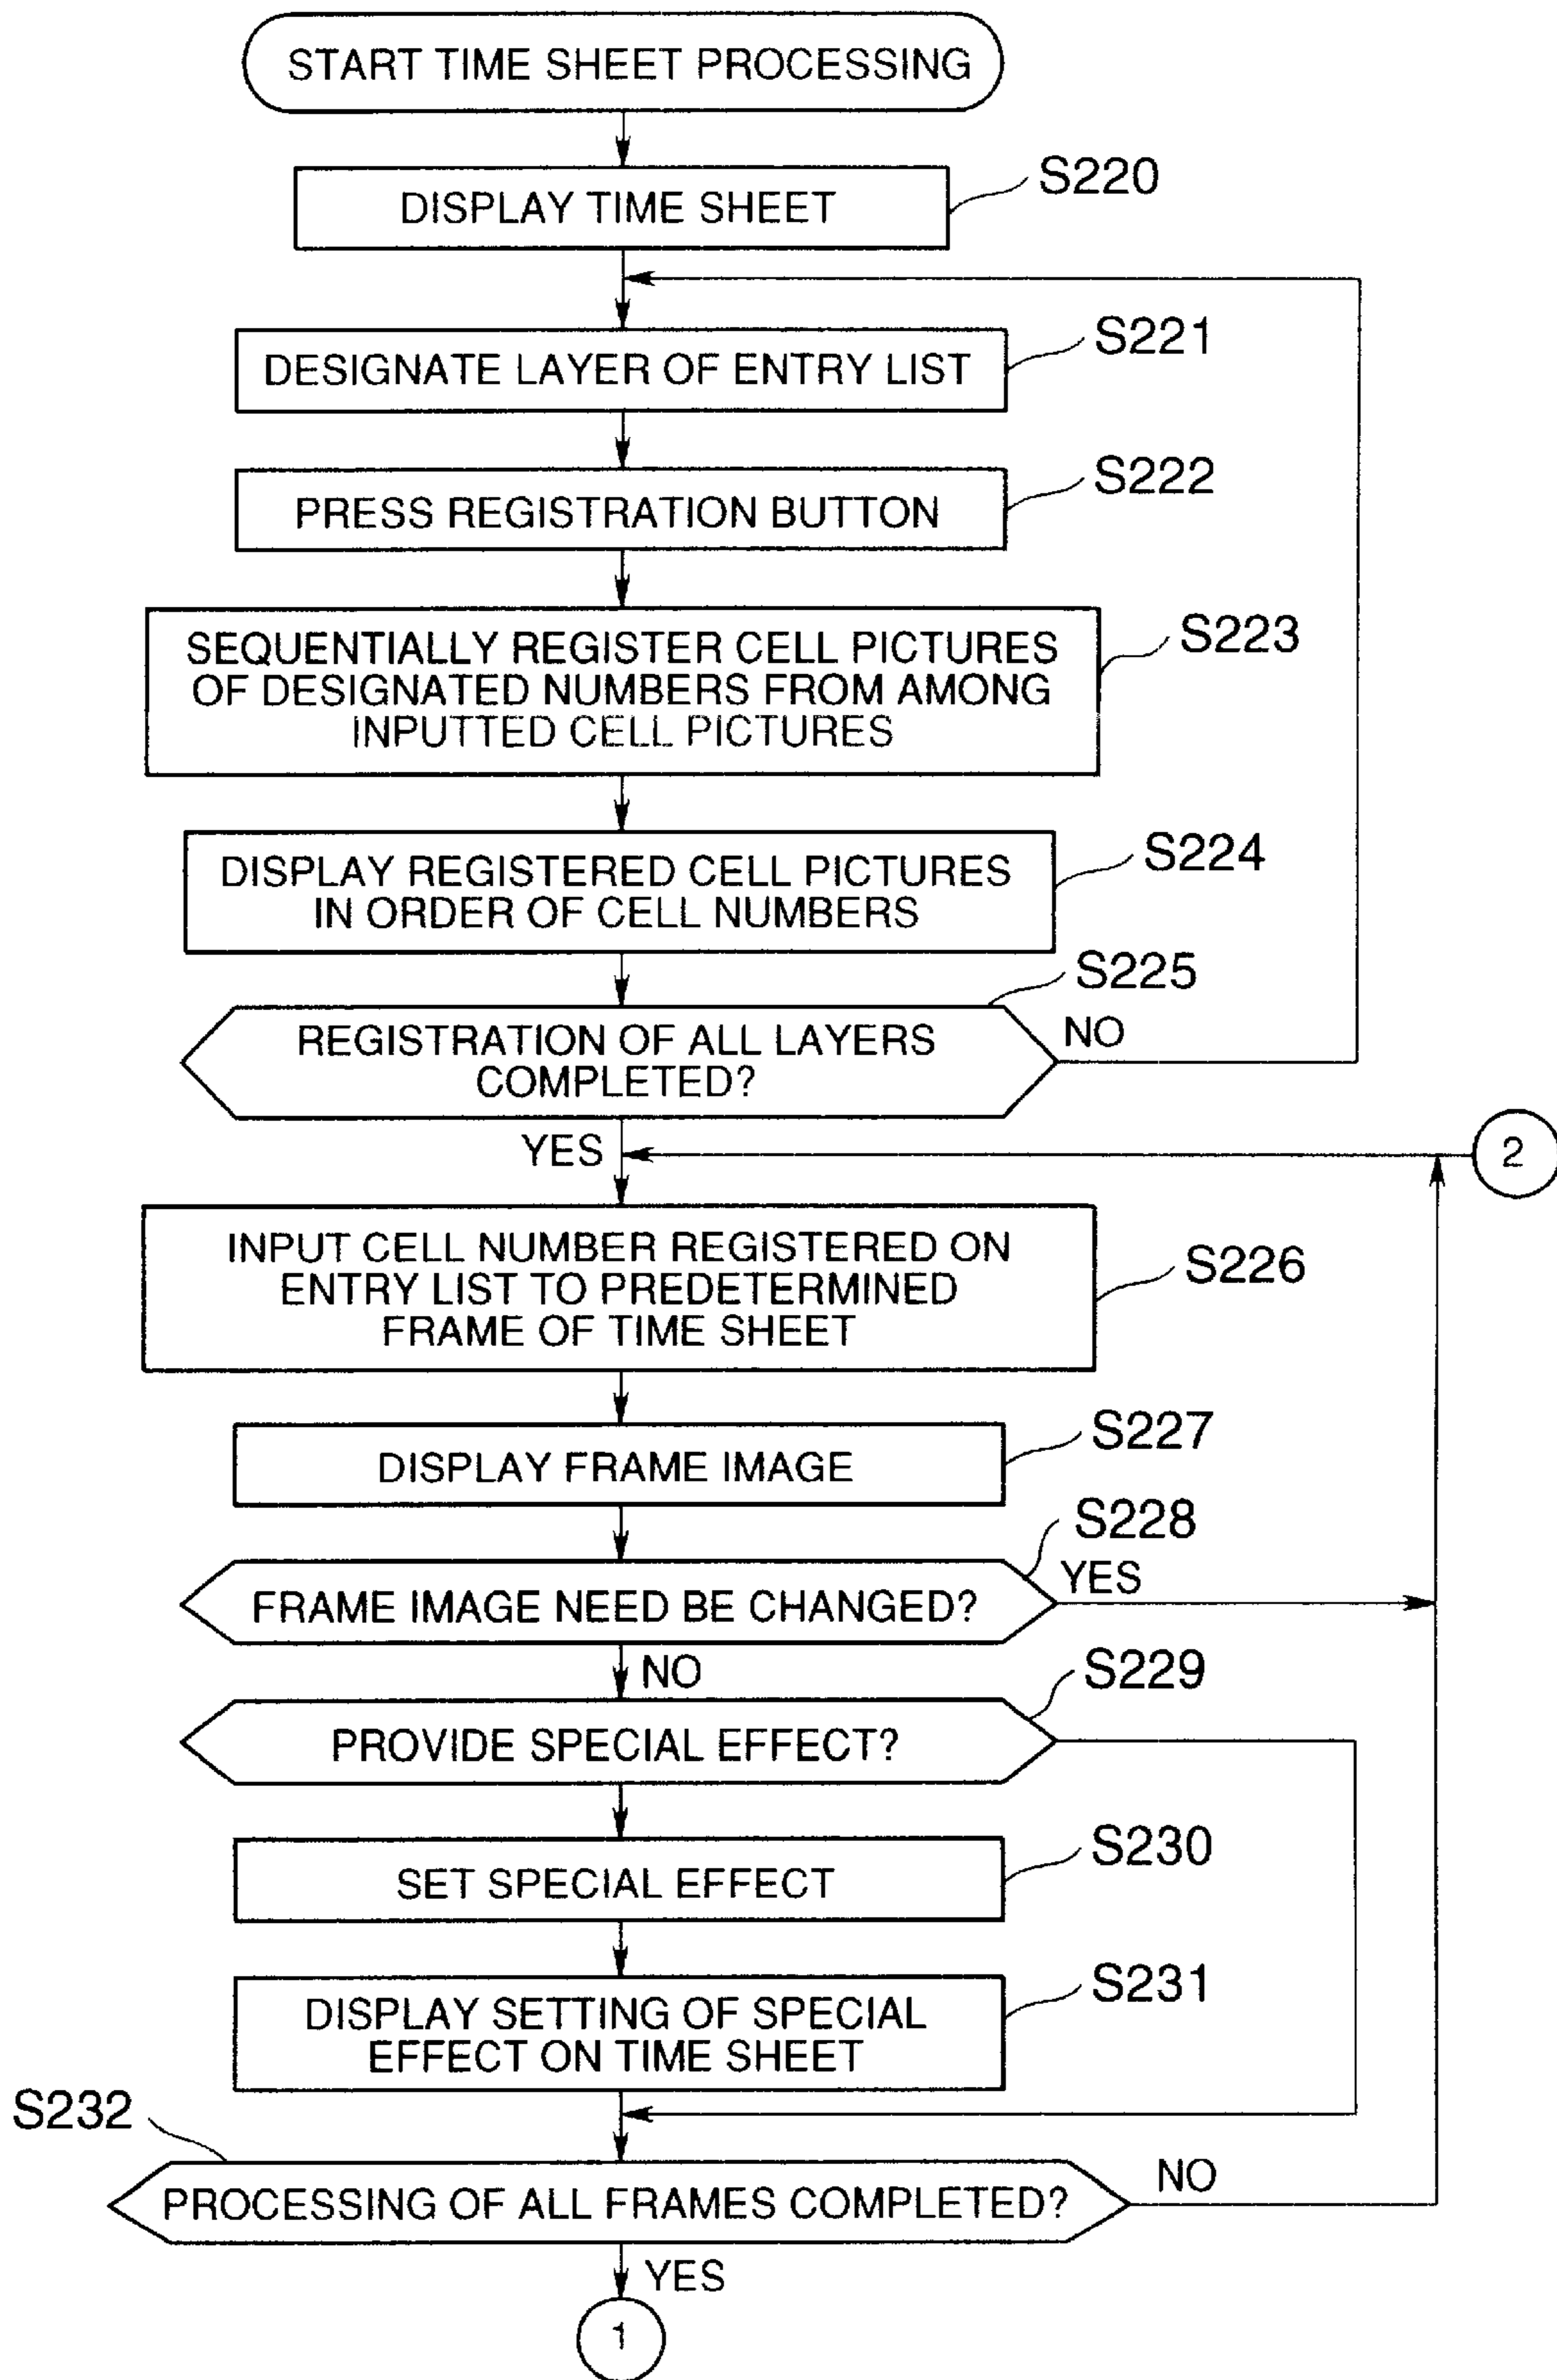 START TIME SHEET PROCESSING
S220
DISPLAY TIME SHEET
S221
DESIGNATE LAYER OF ENTRY LIST
S222
PRESS REGISTRATION BUTTON
S223
SEQUENTIALLY REGISTER CELL PICTURES
OF DESIGNATED NUMBERS FROM AMONG
INPUTTED CELL PICTURES
S224
DISPLAY REGISTERED CELL PICTURES
IN ORDER OF CELL NUMBERS
S225
REGISTRATION OF ALL LAYERS
COMPLETED?
NO
YES
2
INPUT CELL NUMBER REGISTERED ON
ENTRY LIST TO PREDETERMINED
FRAME OF TIME SHEET
S226
S227
DISPLAY FRAME IMAGE
S228
FRAME IMAGE NEED BE CHANGED?
YES
NO
S229
PROVIDE SPECIAL EFFECT?
S230
SET SPECIAL EFFECT
S231
DISPLAY SETTING OF SPECIAL
EFFECT ON TIME SHEET
S232
PROCESSING OF ALL FRAMES COMPLETED?
NO
YES
1